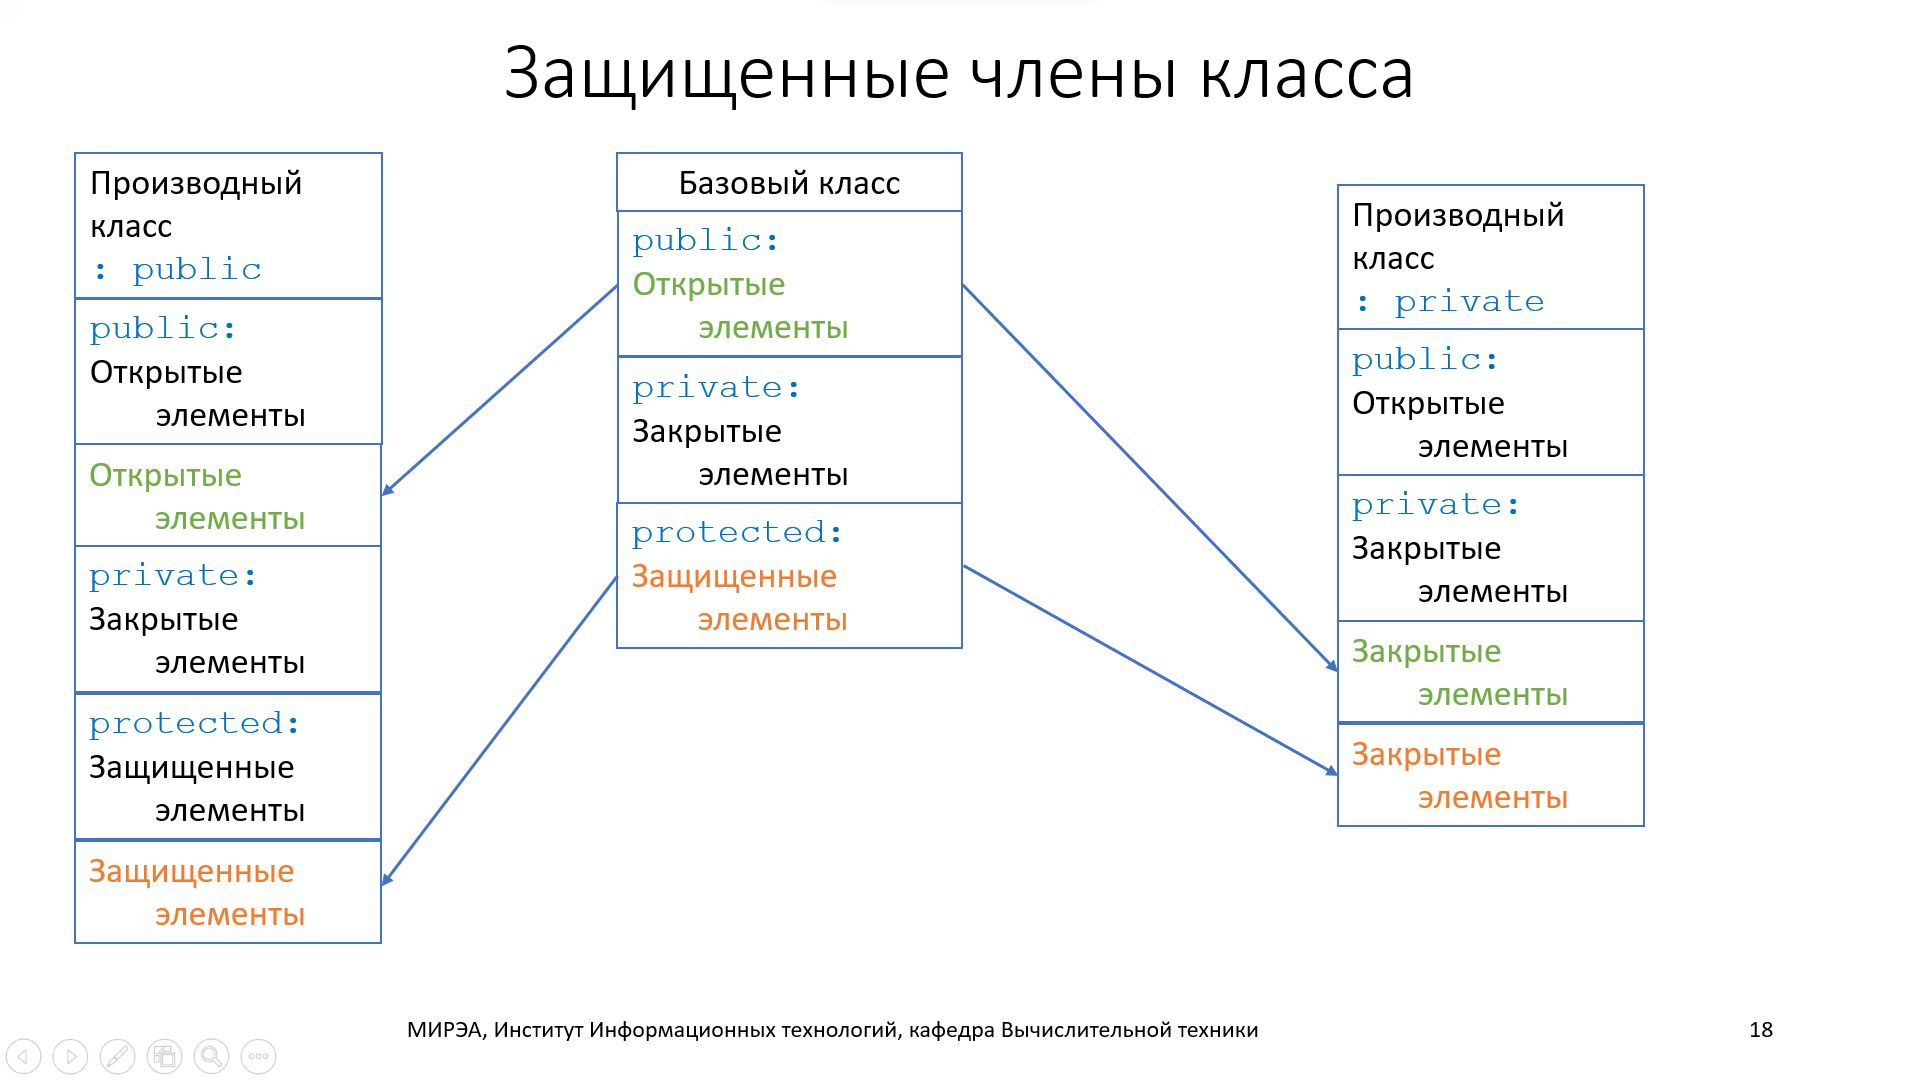 Защищенные члены класса
Производный
класс
: public
public:
Открытые
элементы
Открытые
элементы
private:
Закрытые
элементы
protected:
Защищенные
элементы
Защищенные
элементы
Базовый класс
public:
Открытые
элементы
private:
Закрытые
элементы
protected:
Защищенные
элементы
Производный
класс
: private
public:
Открытые
элементы
private:
Закрытые
элементы
Закрытые
элементы
Закрытые
элементы
МИРЭА, Институт Информационных технологий, кафедра Вычислительной техники
18